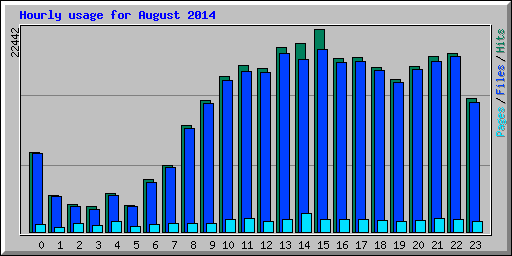 Hourly usage for August 2014
22442
Pages / Files / Hits
0 1 2 3 4 5 6 7 8 9 10 11 12 13 14 15 16 17 18 19 20 21 22 23